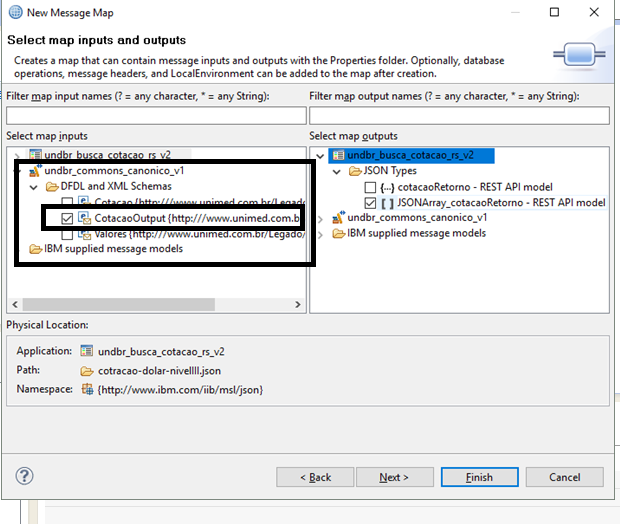 New Message Map
Select map inputs and outputs
Creates a map that can contain message inputs and outputs with the Properties folder. Optionally, database
operations, message headers, and LocalEnvironment can be added to the map after creation.
Filter map input names (? = any character, * = any String):
Filter map output names (? = any character, * = any String):
Select map inputs
undbr_busca_cotacao_rs_v2
undbr_commons_canonico_v1
DFDL and XML Schemas
Cotacao {http://www.unimed.com.br/Legado
CotacaoOutput {http://www.unimed.com.b
Valores {http://www.unimed.com.br/Legado/
IBM supplied message models
Select map outputs
undbr_busca_cotacao_rs_v2
JSON Types
{...} cotacaoRetorno - REST API model
[ ] JSONArray_cotacaoRetorno - REST API model
undbr_commons_canonico_v1
IBM supplied message models
Physical Location:
Application: undbr_busca_cotacao_rs_v2
Path: cotracao-dolar-nivellll.json
Namespace: {http://www.ibm.com/iib/msl/json}
?
< Back
Next >
Finish
Cancel